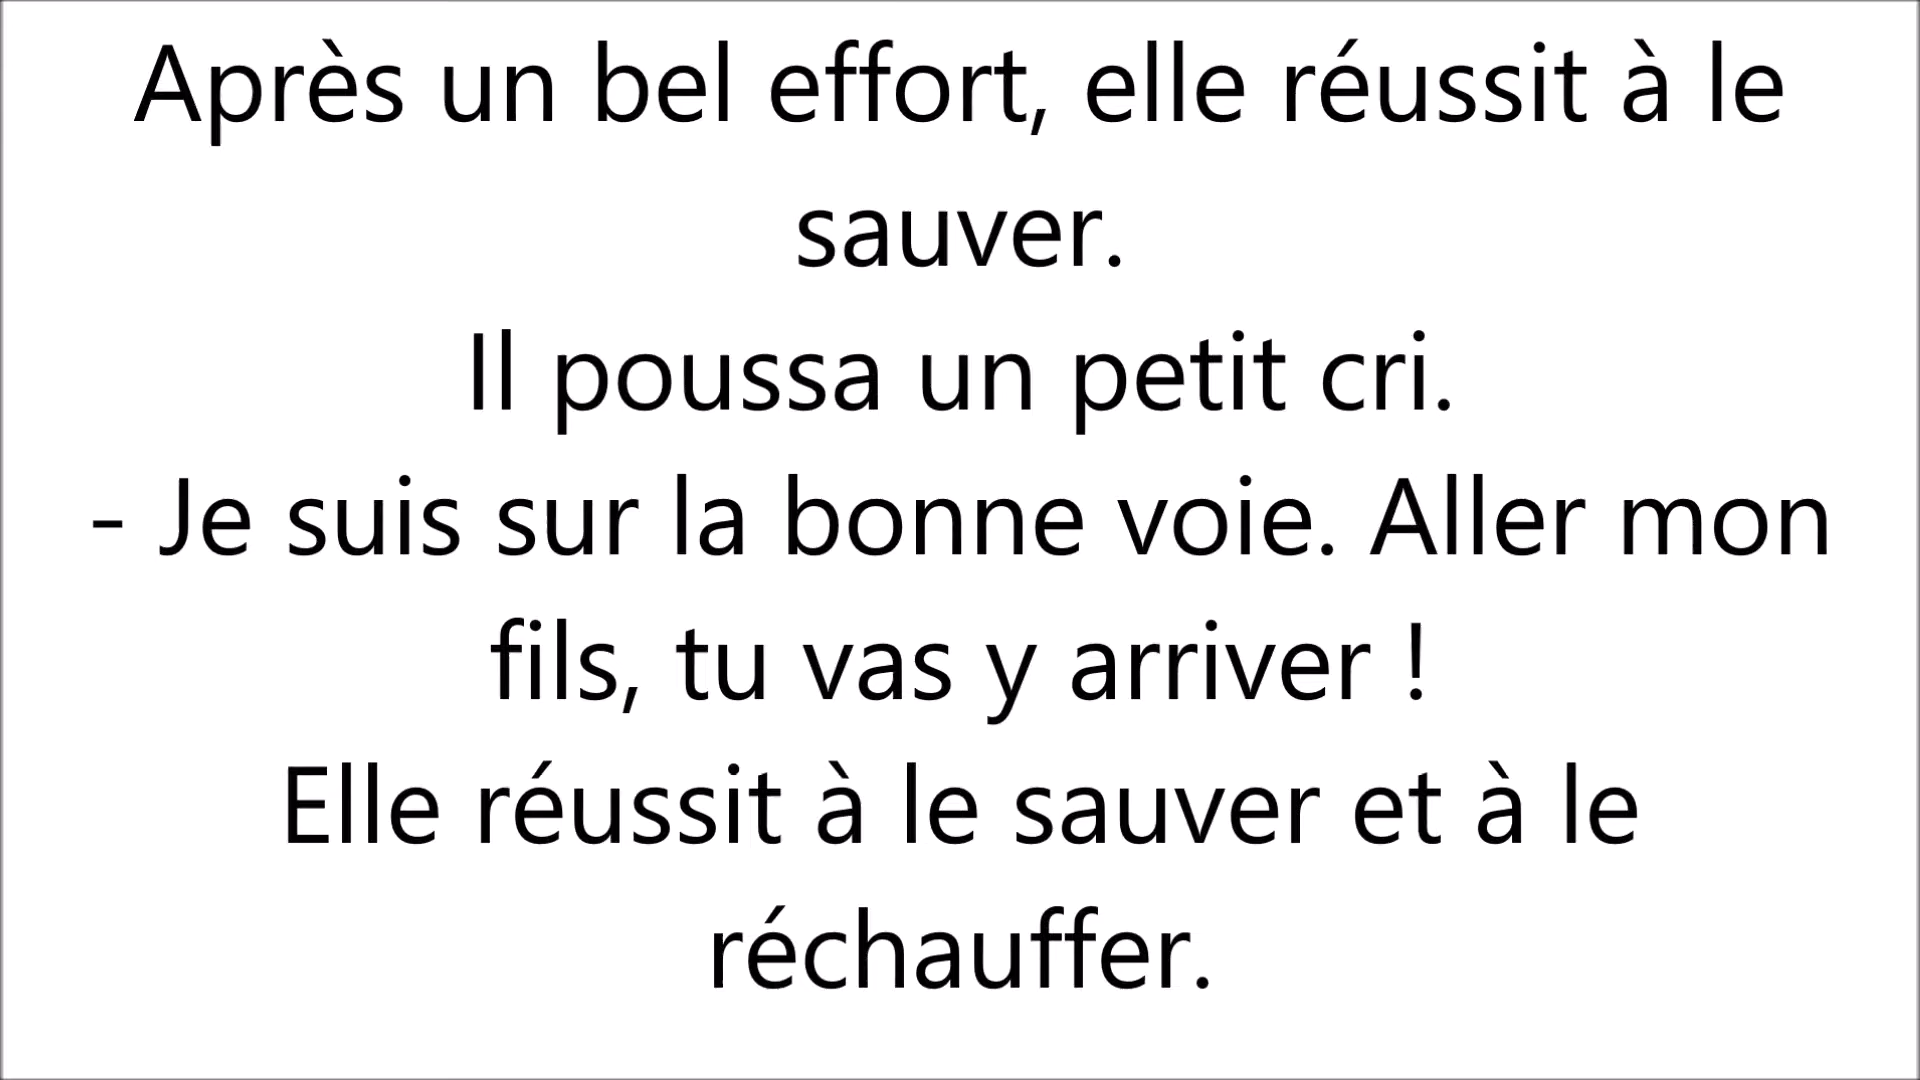 Après un bel effort, elle réussit à le
sauver.
Il poussa un petit cri.
- Je suis sur la bonne voie. Aller mon
fils, tu vas y arriver !
Elle réussit à le sauver et à le
réchauffer.